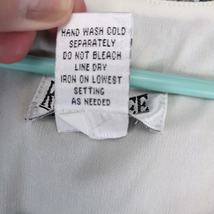 HAND WASH COLD
SEPARATELY
DO NOT BLEACH
LINE DRY
IRON ON LOWEST
SETTING
AS NEEDED